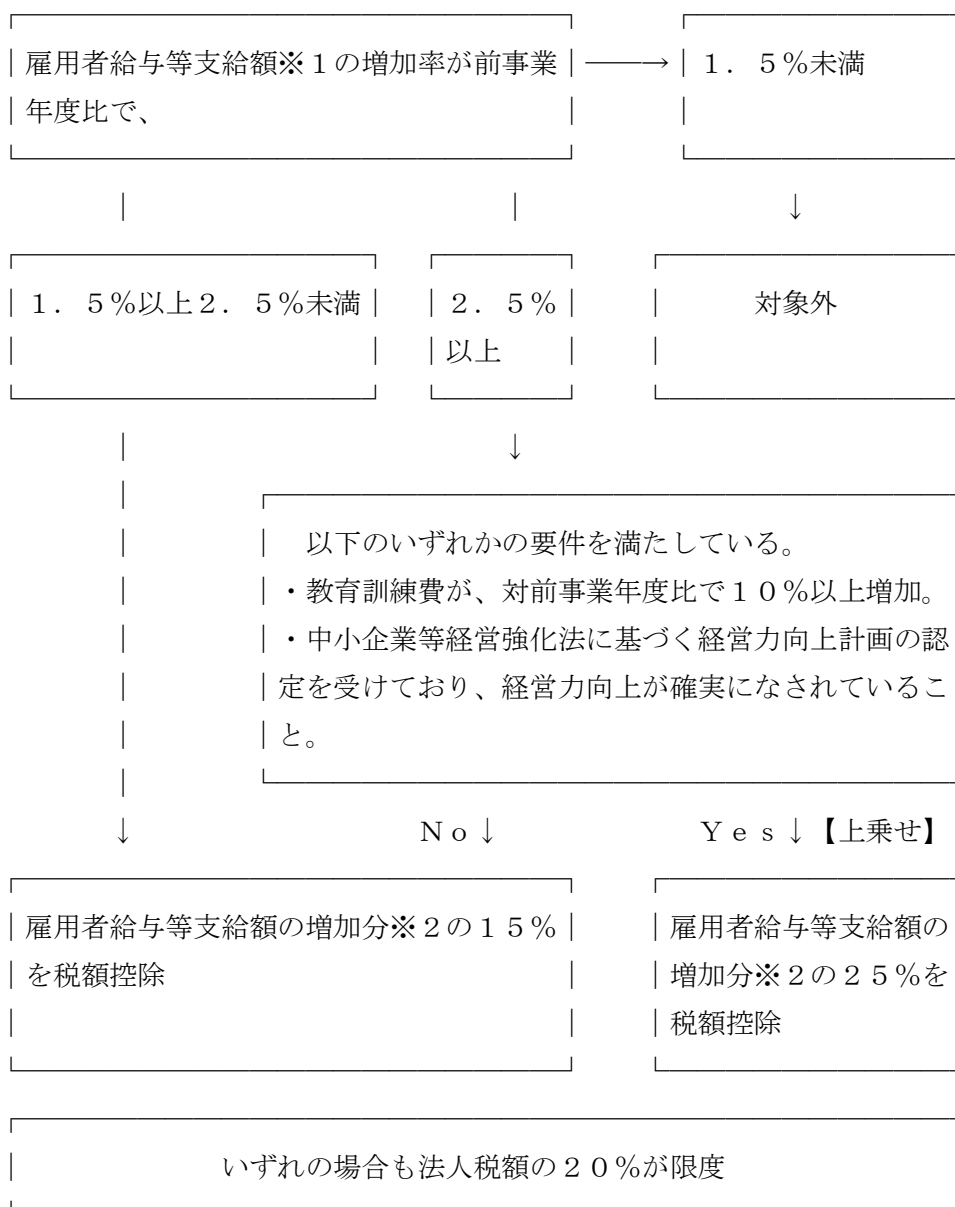 雇用者給与等支給額※１の増加率が前事業
年度比で、
１．５％未満
１．５％以上２．５％未満
２．５％
以上
対象外
以下のいずれかの要件を満たしている。
・教育訓練費が、対前事業年度比で１０％以上増加。
・中小企業等経営強化法に基づく経営力向上計画の認
定を受けており、経営力向上が確実になされているこ
と。
Ｎｏ↓
Ｙｅｓ↓【上乗せ】
雇用者給与等支給額の増加分※２の１５％
を税額控除
雇用者給与等支給額の
増加分※２の２５％を
税額控除
いずれの場合も法人税額の２０％が限度